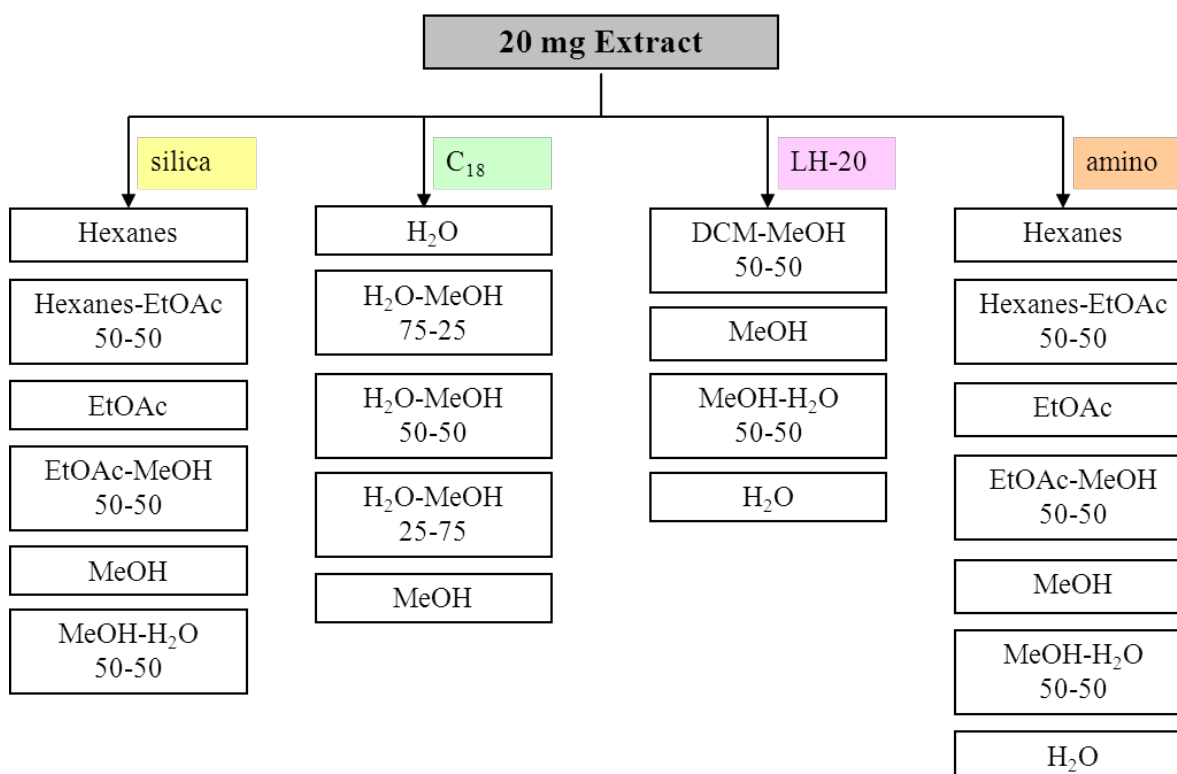 20 mg Extract
silica
C₁₈
LH-20
amino
Hexanes
Hexanes-EtOAc
50-50
EtOAc
EtOAc-MeOH
50-50
MeOH
MeOH-H₂O
50-50
H₂O
H₂O-MeOH
75-25
H₂O-MeOH
50-50
H₂O-MeOH
25-75
MeOH
DCM-MeOH
50-50
MeOH
MeOH-H₂O
50-50
H₂O
Hexanes
Hexanes-EtOAc
50-50
EtOAc
EtOAc-MeOH
50-50
MeOH
MeOH-H₂O
50-50
H₂O